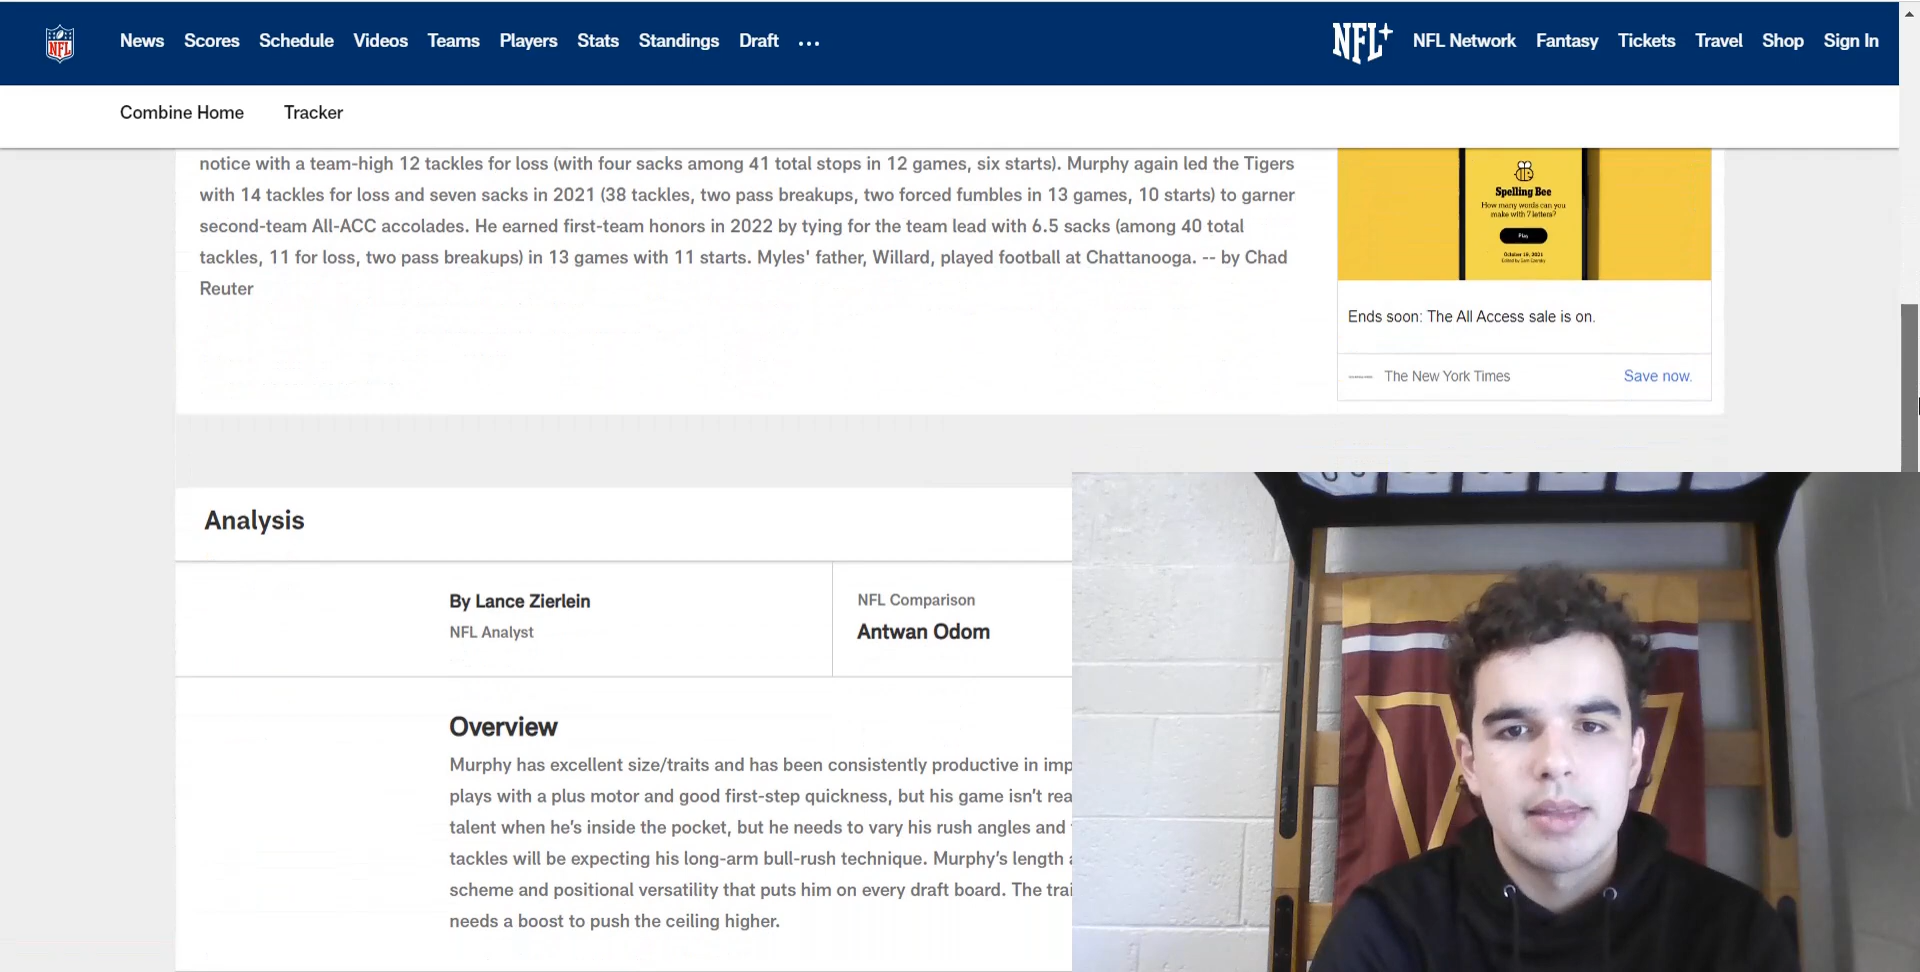 NFL
News Scores Schedule Videos Teams Players Stats Standings Draft ...
NFL+ NFL Network Fantasy Tickets Travel Shop Sign In
Combine Home Tracker
notice with a team-high 12 tackles for loss (with four sacks among 41 total stops in 12 games, six starts). Murphy again led the Tigers
with 14 tackles for loss and seven sacks in 2021 (38 tackles, two pass breakups, two forced fumbles in 13 games, 10 starts) to garner
second-team All-ACC accolades. He earned first-team honors in 2022 by tying for the team lead with 6.5 sacks (among 40 total
tackles, 11 for loss, two pass breakups) in 13 games with 11 starts. Myles' father, Willard, played football at Chattanooga. -- by Chad
Reuter
Spelling Bee
How many words can you
make with 7 letters?
Play
October 19, 2021
Ends soon: The All Access sale is on.
The New York Times Save now.
Analysis
By Lance Zierlein
NFL Analyst
NFL Comparison
Antwan Odom
Overview
Murphy has excellent size/traits and has been consistently productive in imp
plays with a plus motor and good first-step quickness, but his game isn't rea
talent when he's inside the pocket, but he needs to vary his rush angles and
tackles will be expecting his long-arm bull-rush technique. Murphy's length
scheme and positional versatility that puts him on every draft board. The trai
needs a boost to push the ceiling higher.